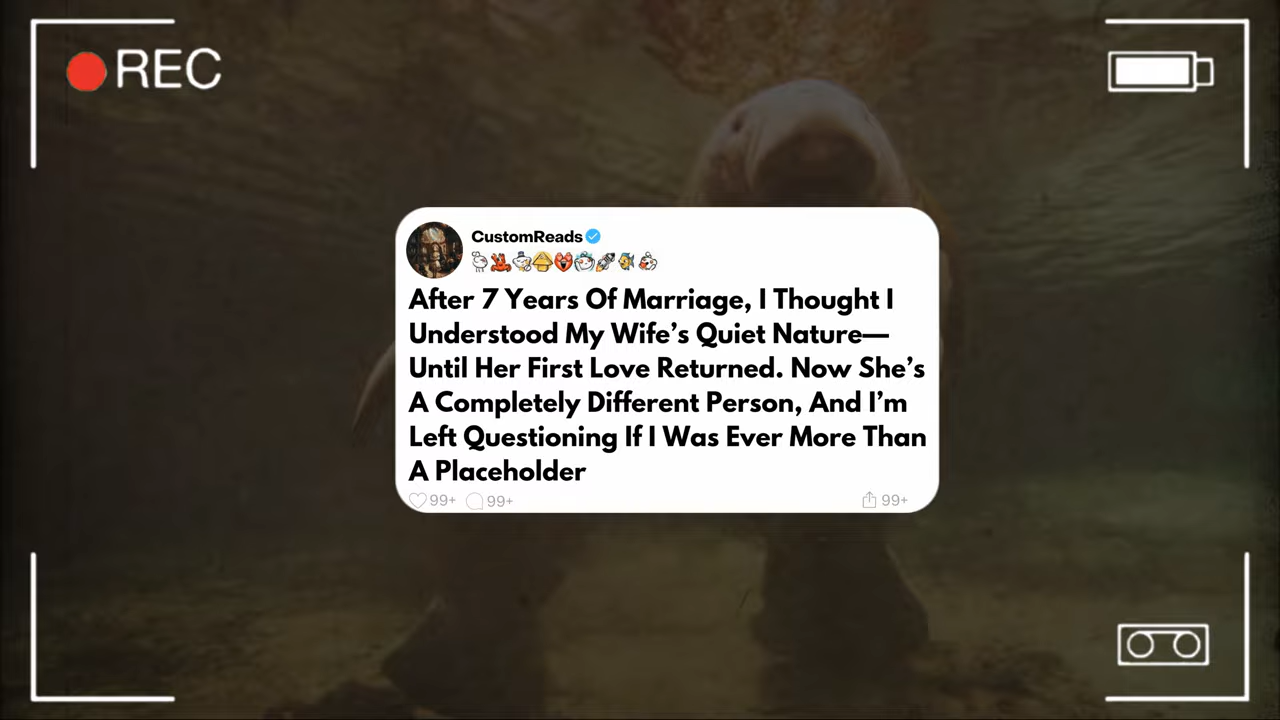 REC
CustomReads
After 7 Years Of Marriage, I Thought I
Understood My Wife’s Quiet Nature—
Until Her First Love Returned. Now She’s
A Completely Different Person, And I’m
Left Questioning If I Was Ever More Than
A Placeholder
99+ 99+ 99+